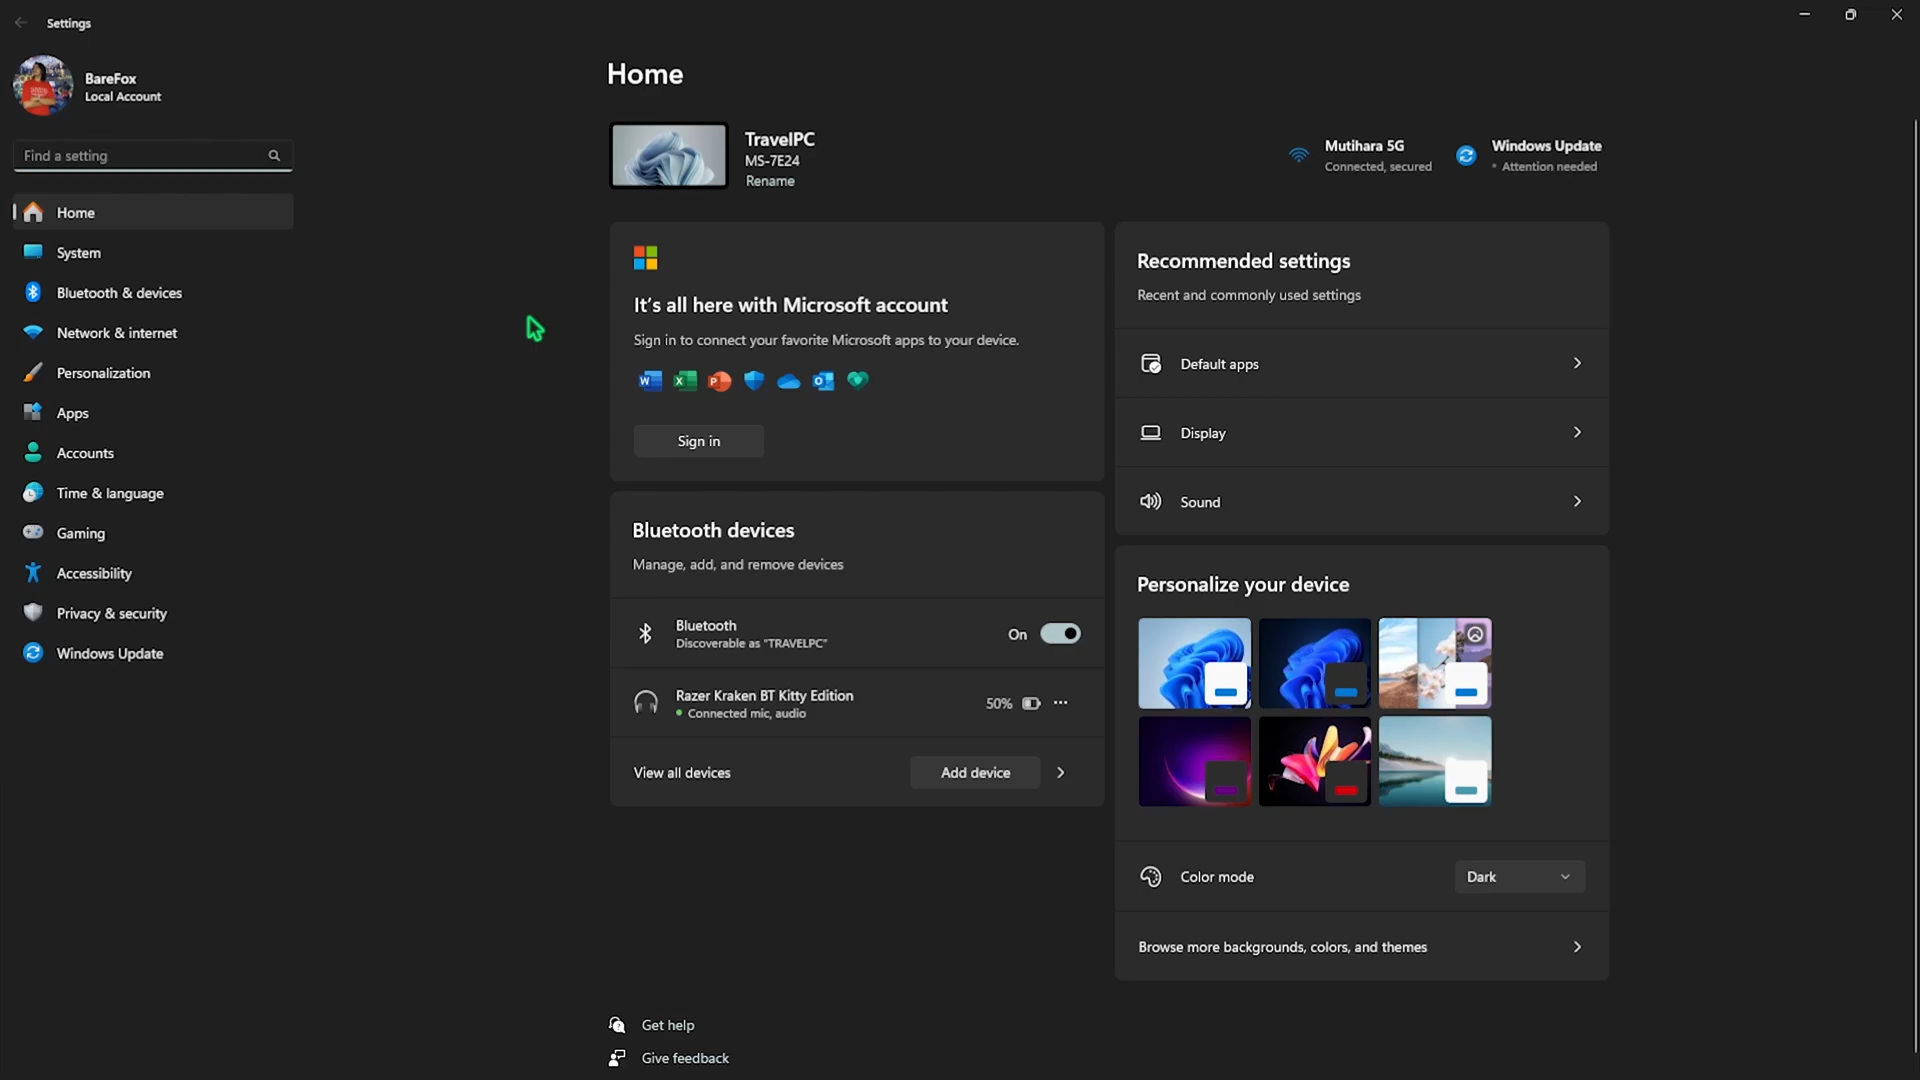 Settings
BareFox
Local Account
Find a setting
Home
System
Bluetooth & devices
Network & internet
Personalization
Apps
Accounts
Time & language
Gaming
Accessibility
Privacy & security
Windows Update
Home
TravelPC
MS-7E24
Rename
Mutihara 5G
Connected, secured
Windows Update
• Attention needed
It's all here with Microsoft account
Sign in to connect your favorite Microsoft apps to your device.
Sign in
Bluetooth devices
Manage, add, and remove devices
Bluetooth
Discoverable as "TRAVELPC"
On
Razer Kraken BT Kitty Edition
• Connected mic, audio
50%
View all devices
Add device
Recommended settings
Recent and commonly used settings
Default apps
Display
Sound
Personalize your device
Color mode
Dark
Browse more backgrounds, colors, and themes
Get help
Give feedback